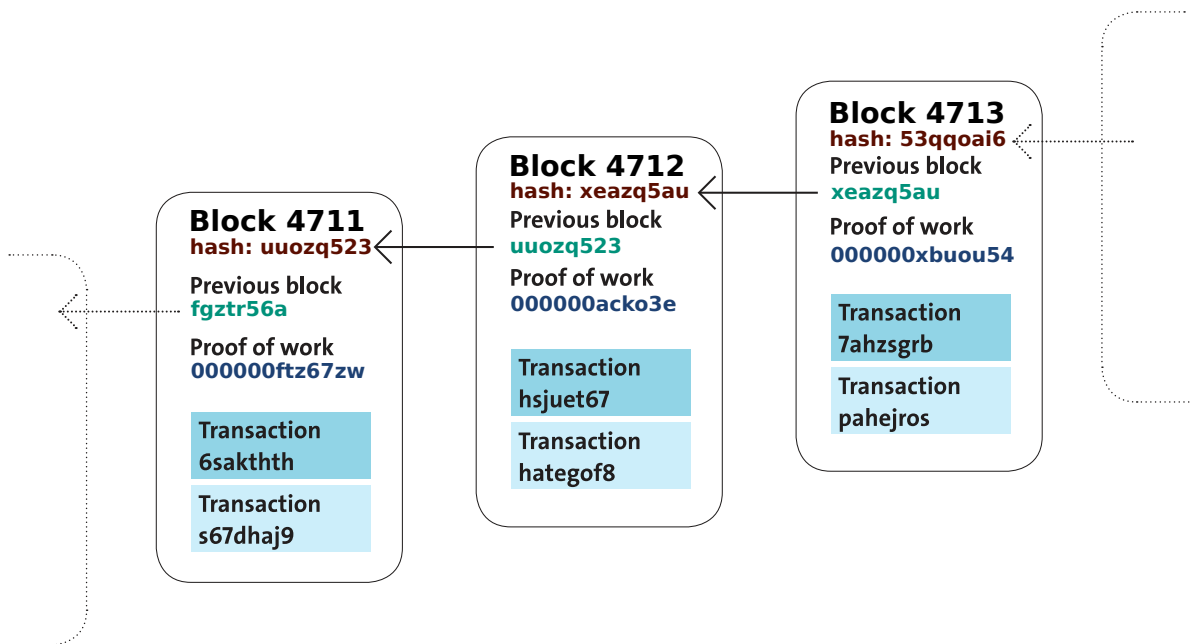 Block 4711
hash: uuozq523
Previous block
fgztr56a
Proof of work
000000ftz67zw
Transaction
6sakthth
Transaction
s67dhaj9
Block 4712
hash: xeazq5au
Previous block
uuozq523
Proof of work
000000acko3e
Transaction
hsjuet67
Transaction
hategof8
Block 4713
hash: 53qqoai6
Previous block
xeazq5au
Proof of work
000000xbuou54
Transaction
7ahzsgrb
Transaction
pahejros